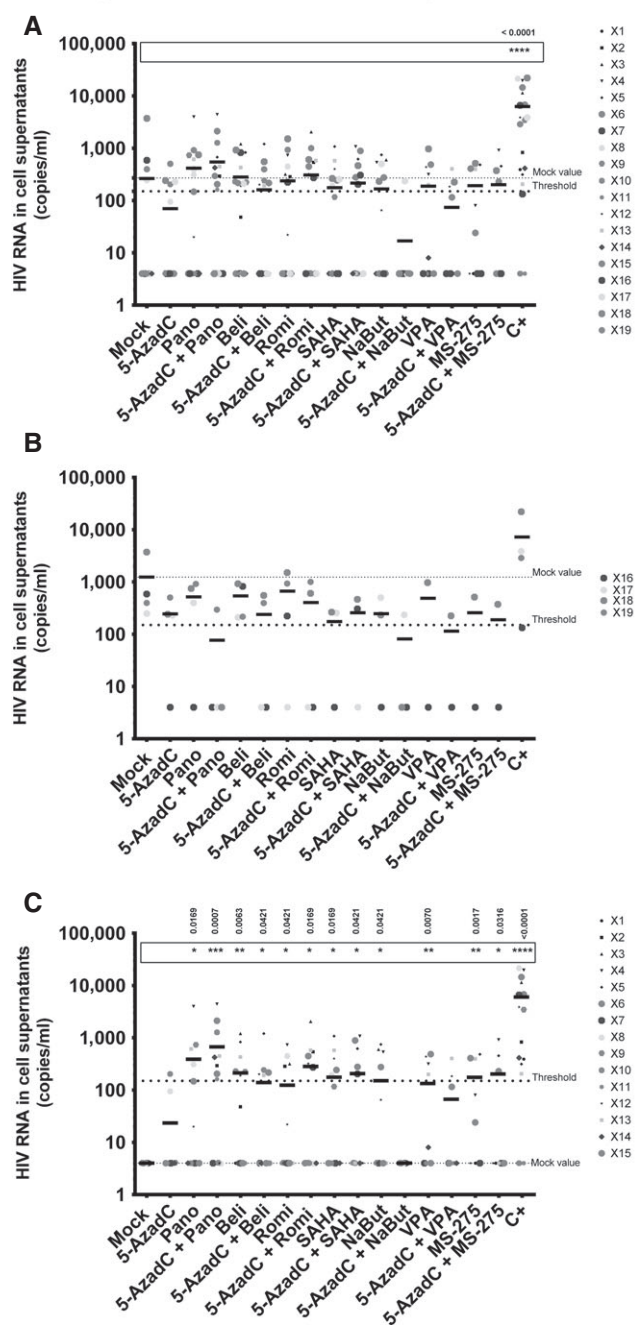 A
< 0.0001
****
100,000
10,000
1,000
100
10
1
HIV RNA in cell supernatants
(copies/ml)
Mock value
Threshold
Mock
5-AzadC
Pano
5-AzadC + Pano
Beli
5-AzadC + Beli
Romi
5-AzadC + Romi
SAHA
5-AzadC + SAHA
NaBut
5-AzadC + NaBut
VPA
5-AzadC + VPA
MS-275
5-AzadC + MS-275
C+
X1
X2
X3
X4
X5
X6
X7
X8
X9
X10
X11
X12
X13
X14
X15
X16
X17
X18
X19
B
100,000
10,000
1,000
100
10
1
HIV RNA in cell supernatants
(copies/ml)
Mock value
Threshold
Mock
5-AzadC
Pano
5-AzadC + Pano
Beli
5-AzadC + Beli
Romi
5-AzadC + Romi
SAHA
5-AzadC + SAHA
NaBut
5-AzadC + NaBut
VPA
5-AzadC + VPA
MS-275
5-AzadC + MS-275
C+
X16
X17
X18
X19
C
0.0169
0.0007
0.0063
0.0421
0.0421
0.0169
0.0169
0.0421
0.0421
0.0070
0.0017
0.0316
<0.0001
* *** ** * * * * * * ** ** * ****
100,000
10,000
1,000
100
10
1
HIV RNA in cell supernatants
(copies/ml)
Threshold
Mock value
Mock
5-AzadC
Pano
5-AzadC + Pano
Beli
5-AzadC + Beli
Romi
5-AzadC + Romi
SAHA
5-AzadC + SAHA
NaBut
5-AzadC + NaBut
VPA
5-AzadC + VPA
MS-275
5-AzadC + MS-275
C+
X1
X2
X3
X4
X5
X6
X7
X8
X9
X10
X11
X12
X13
X14
X15